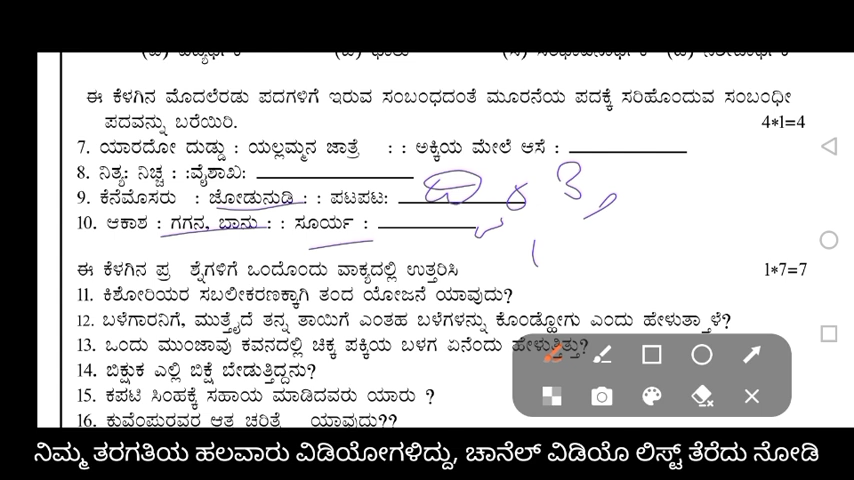 ಈ ಕೆಳಗಿನ ಮೊದಲೆರಡು ಪದಗಳಿಗೆ ಇರುವ ಸಂಬಂಧದಂತೆ ಮೂರನೆಯ ಪದಕ್ಕೆ ಸರಿಹೊಂದುವ ಸಂಬಂಧೀ
ಪದವನ್ನು ಬರೆಯಿರಿ. 4*1=4
7. ಯಾರದೋ ದುಡ್ಡು : ಯಲ್ಲಮ್ಮನ ಜಾತ್ರೆ : : ಅಕ್ಕಿಯ ಮೇಲೆ ಆಸೆ :
8. ನಿತ್ಯ: ನಿಚ್ಚ : :ವೈಶಾಖ:
9. ಕೆನೆಮೊಸರು : ಜೋಡುನುಡಿ : : ಪಟಪಟ:
10. ಆಕಾಶ : ಗಗನ, ಬಾನು : : ಸೂರ್ಯ :
ಈ ಕೆಳಗಿನ ಪ್ರ ಶ್ನೆಗಳಿಗೆ ಒಂದೊಂದು ವಾಕ್ಯದಲ್ಲಿ ಉತ್ತರಿಸಿ 1*7=7
11. ಕಿಶೋರಿಯರ ಸಬಲೀಕರಣಕ್ಕಾಗಿ ತಂದ ಯೋಜನೆ ಯಾವುದು?
12. ಬಳೆಗಾರನಿಗೆ, ಮುತ್ತೈದೆ ತನ್ನ ತಾಯಿಗೆ ಎಂತಹ ಬಳೆಗಳನ್ನು ಕೊಂಡ್ಹೋಗು ಎಂದು ಹೇಳುತ್ತಾಳೆ?
13. ಒಂದು ಮುಂಜಾವು ಕವನದಲ್ಲಿ ಚಿಕ್ಕ ಪಕ್ಕಿಯ ಬಳಗ ಏನೆಂದು ಹೇಳುತ್ತಿತ್ತು?
14. ಭಿಕ್ಷುಕ ಎಲ್ಲಿ ಭಿಕ್ಷೆ ಬೇಡುತ್ತಿದ್ದನು?
15. ಕಪಟಿ ಸಿಂಹಕ್ಕೆ ಸಹಾಯ ಮಾಡಿದವರು ಯಾರು ?
16. ಕುವೆಂಪುರವರ ಆತ್ಮ ಚರಿತ್ರೆ ಯಾವುದು??
ನಿಮ್ಮ ತರಗತಿಯ ಹಲವಾರು ವಿಡಿಯೋಗಳಿದ್ದು, ಚಾನೆಲ್ ವಿಡಿಯೊ ಲಿಸ್ಟ್ ತೆರೆದು ನೋಡಿ